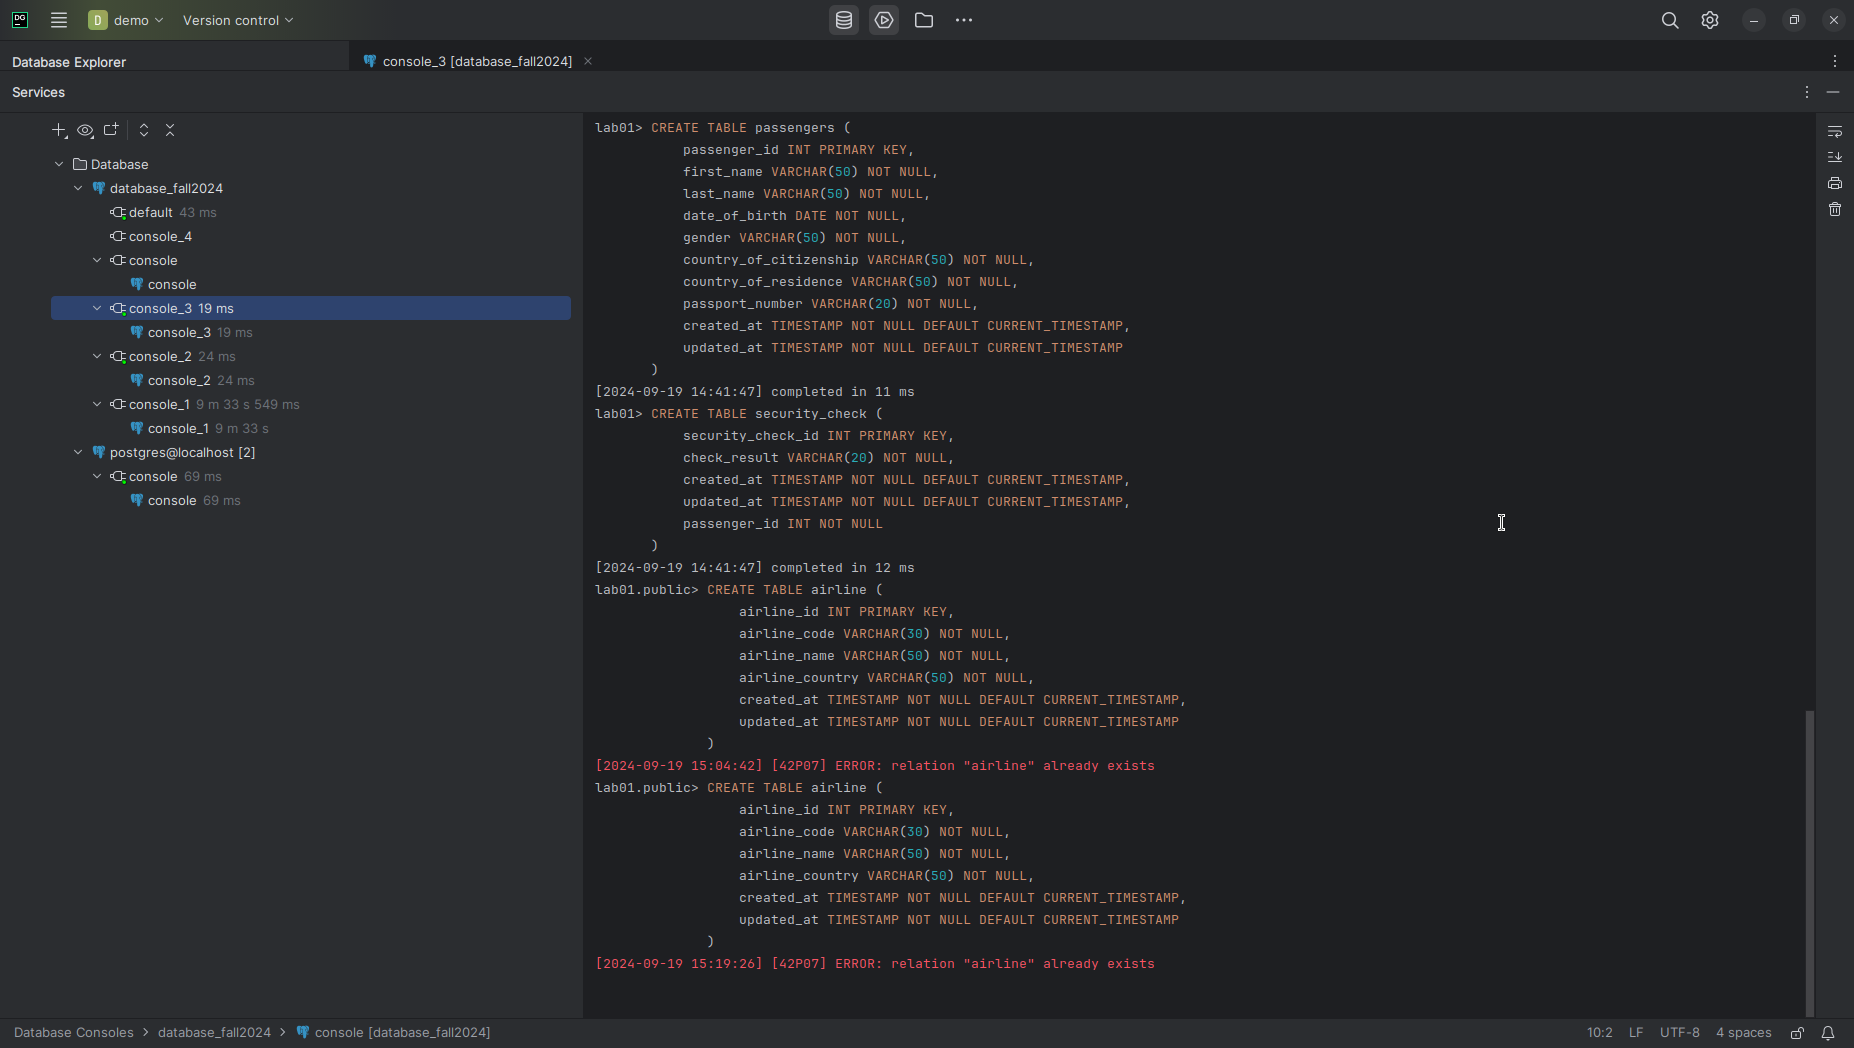 DG
D demo Version control
Database Explorer
console_3 [database_fall2024]
Services
Database
database_fall2024
default 43 ms
console_4
console
console
console_3 19 ms
console_3 19 ms
console_2 24 ms
console_2 24 ms
console_1 9 m 33 s 549 ms
console_1 9 m 33 s
postgres@localhost [2]
console 69 ms
console 69 ms
lab01> CREATE TABLE passengers (
passenger_id INT PRIMARY KEY,
first_name VARCHAR(50) NOT NULL,
last_name VARCHAR(50) NOT NULL,
date_of_birth DATE NOT NULL,
gender VARCHAR(50) NOT NULL,
country_of_citizenship VARCHAR(50) NOT NULL,
country_of_residence VARCHAR(50) NOT NULL,
passport_number VARCHAR(20) NOT NULL,
created_at TIMESTAMP NOT NULL DEFAULT CURRENT_TIMESTAMP,
updated_at TIMESTAMP NOT NULL DEFAULT CURRENT_TIMESTAMP
)
[2024-09-19 14:41:47] completed in 11 ms
lab01> CREATE TABLE security_check (
security_check_id INT PRIMARY KEY,
check_result VARCHAR(20) NOT NULL,
created_at TIMESTAMP NOT NULL DEFAULT CURRENT_TIMESTAMP,
updated_at TIMESTAMP NOT NULL DEFAULT CURRENT_TIMESTAMP,
passenger_id INT NOT NULL
)
[2024-09-19 14:41:47] completed in 12 ms
lab01.public> CREATE TABLE airline (
airline_id INT PRIMARY KEY,
airline_code VARCHAR(30) NOT NULL,
airline_name VARCHAR(50) NOT NULL,
airline_country VARCHAR(50) NOT NULL,
created_at TIMESTAMP NOT NULL DEFAULT CURRENT_TIMESTAMP,
updated_at TIMESTAMP NOT NULL DEFAULT CURRENT_TIMESTAMP
)
[2024-09-19 15:04:42] [42P07] ERROR: relation "airline" already exists
lab01.public> CREATE TABLE airline (
airline_id INT PRIMARY KEY,
airline_code VARCHAR(30) NOT NULL,
airline_name VARCHAR(50) NOT NULL,
airline_country VARCHAR(50) NOT NULL,
created_at TIMESTAMP NOT NULL DEFAULT CURRENT_TIMESTAMP,
updated_at TIMESTAMP NOT NULL DEFAULT CURRENT_TIMESTAMP
)
[2024-09-19 15:19:26] [42P07] ERROR: relation "airline" already exists
Database Consoles > database_fall2024 > console [database_fall2024]
10:2 LF UTF-8 4 spaces